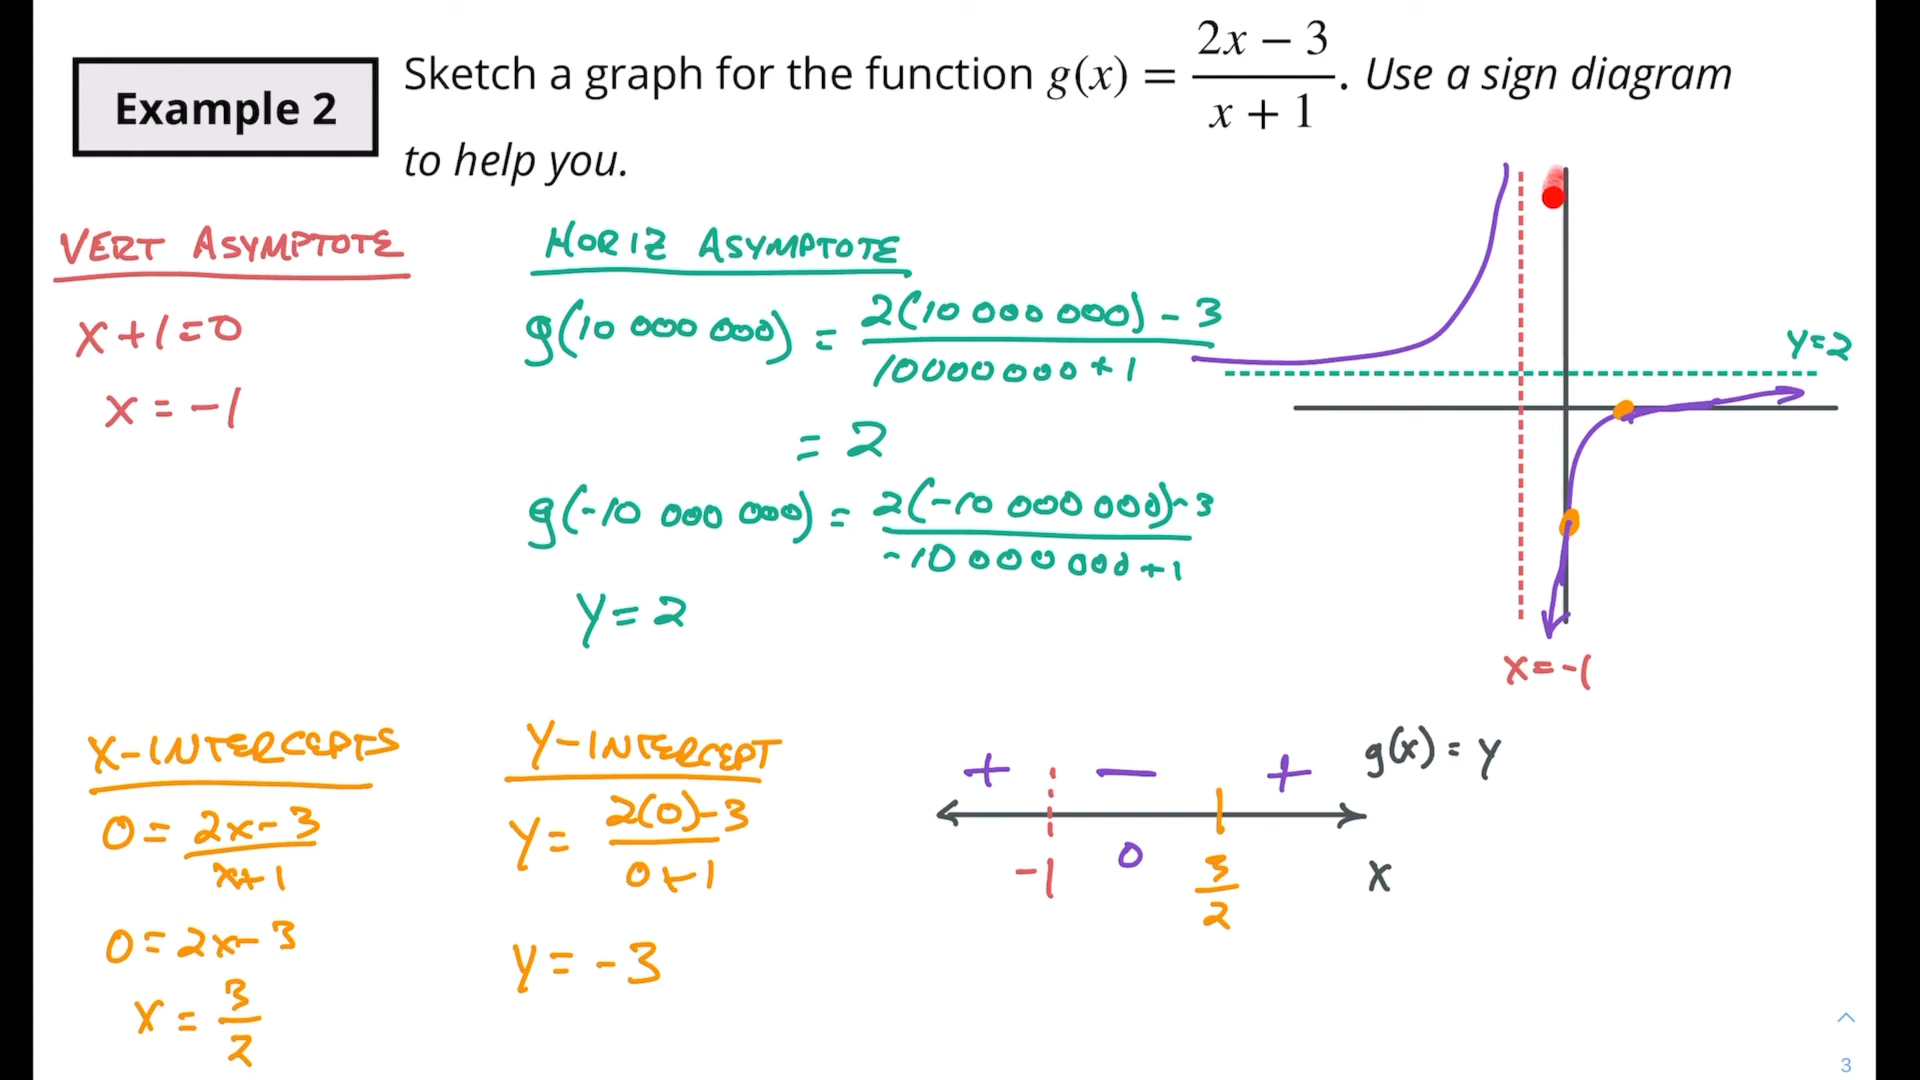 Example 2
Sketch a graph for the function g(x) = (2x − 3)/(x + 1). Use a sign diagram
to help you.
VERT ASYMPTOTE
x+1=0
x=-1
HORIZ ASYMPTOTE
g(10 000 000) = (2(10 000 000) - 3)/(10000000 + 1)
= 2
g(-10 000 000) = (2(-10 000 000) - 3)/(-10 000 000 + 1)
y=2
y=2
x=-1
X-INTERCEPTS
0 = (2x-3)/(x+1)
0=2x-3
x = 3/2
Y-INTERCEPT
y = (2(0)-3)/(0+1)
y=-3
+ − + g(x) = y
-1 0 3/2 x
3